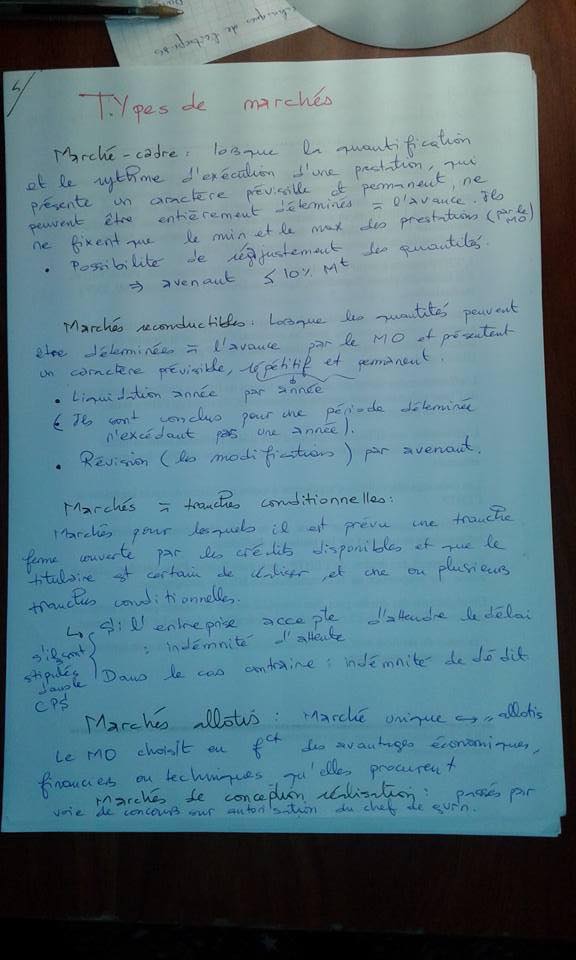 échanges de
4/
Types de marchés
Marché-cadre : lorsque la quantification
et le rythme d'exécution d'une prestation, qui
présente un caractère prévisible et permanent, ne
peuvent être entièrement déterminés à l'avance. Ils
ne fixent que le min et le max des prestations (par le MO)
• Possibilité de réajustement des quantités.
⇒ avenant ≤ 10% Mt
Marchés reconductibles : Lorsque les quantités peuvent
être déterminées à l'avance par le MO et présentent
un caractère prévisible, répétitif et permanent.
• Liquidation année par année
( Ils sont conclus pour une période déterminée
n'excédant pas une année).
• Révision (les modifications) par avenant.
Marchés à tranches conditionnelles :
Marchés pour lesquels il est prévu une tranche
ferme couverte par les crédits disponibles et que le
titulaire est certain de réaliser, et une ou plusieurs
tranches conditionnelles.
↳ Si l'entreprise accepte d'attendre le délai
: indémnité d'attente
s'ils sont
stipulés
dans le
CPS
Dans le cas contraire : indémnité de dédit
Marchés allotis : Marché unique ↔ allotis
Le MO choisit en fct des avantages économiques,
financiers ou techniques qu'elles procurent
Marchés de conception réalisation : passés par
voie de concours sur autorisation du chef de gvrn.